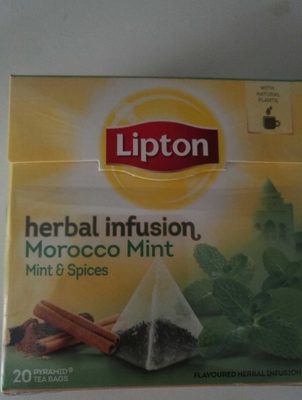 WITH
NATURAL
PLANTS
Lipton
herbal infusion
Morocco Mint
Mint & Spices
20 PYRAMID®
TEA BAGS
FLAVOURED HERBAL INFUSION